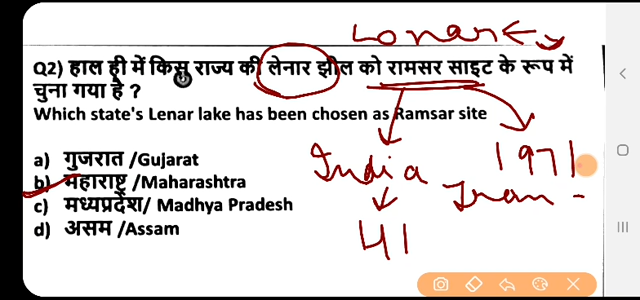 Lonar
Q2) हाल ही में किस राज्य की लेनार झील को रामसर साइट के रूप में
चुना गया है ?
Which state's Lenar lake has been chosen as Ramsar site
a) गुजरात /Gujarat
b) महाराष्ट्र /Maharashtra
c) मध्यप्रदेश/ Madhya Pradesh
d) असम /Assam
India
1971
Iran
41